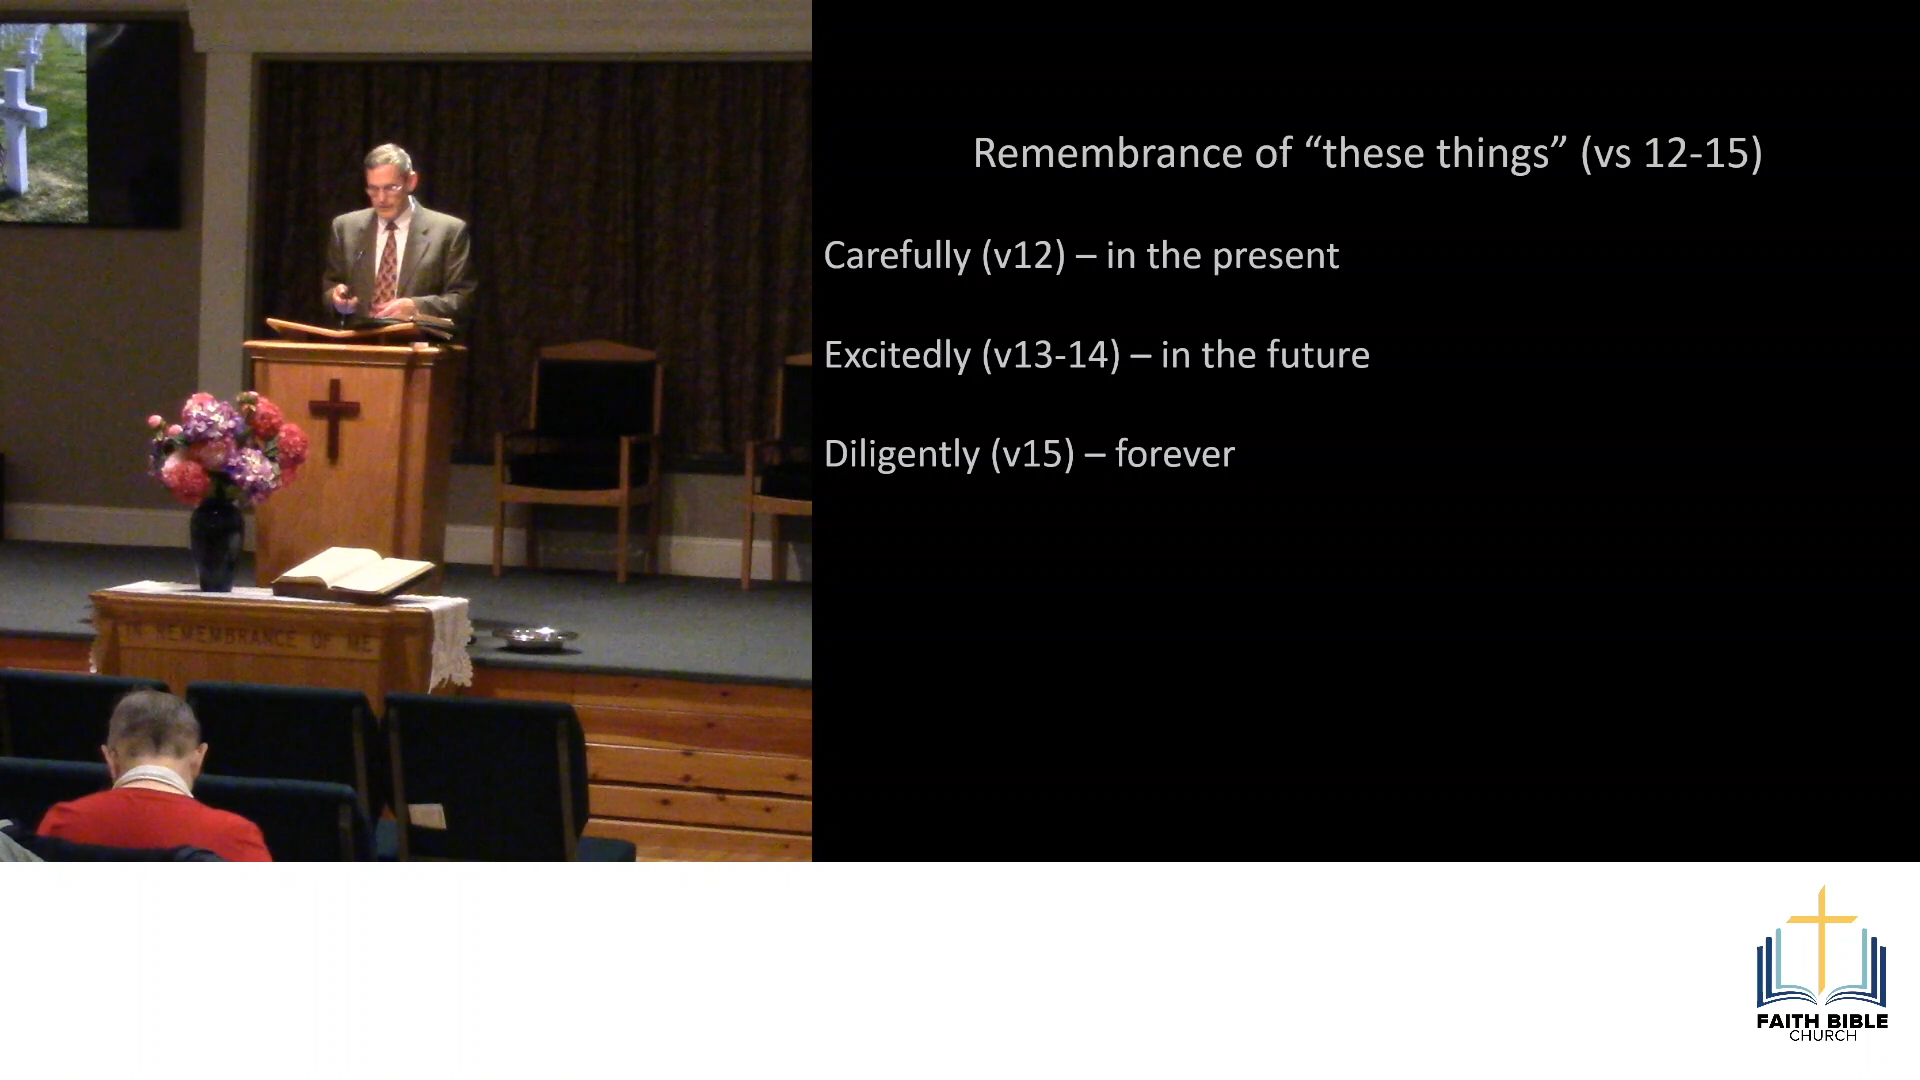 Remembrance of “these things” (vs 12-15)
Carefully (v12) – in the present
Excitedly (v13-14) – in the future
Diligently (v15) – forever
IN REMEMBRANCE OF ME
FAITH BIBLE
CHURCH